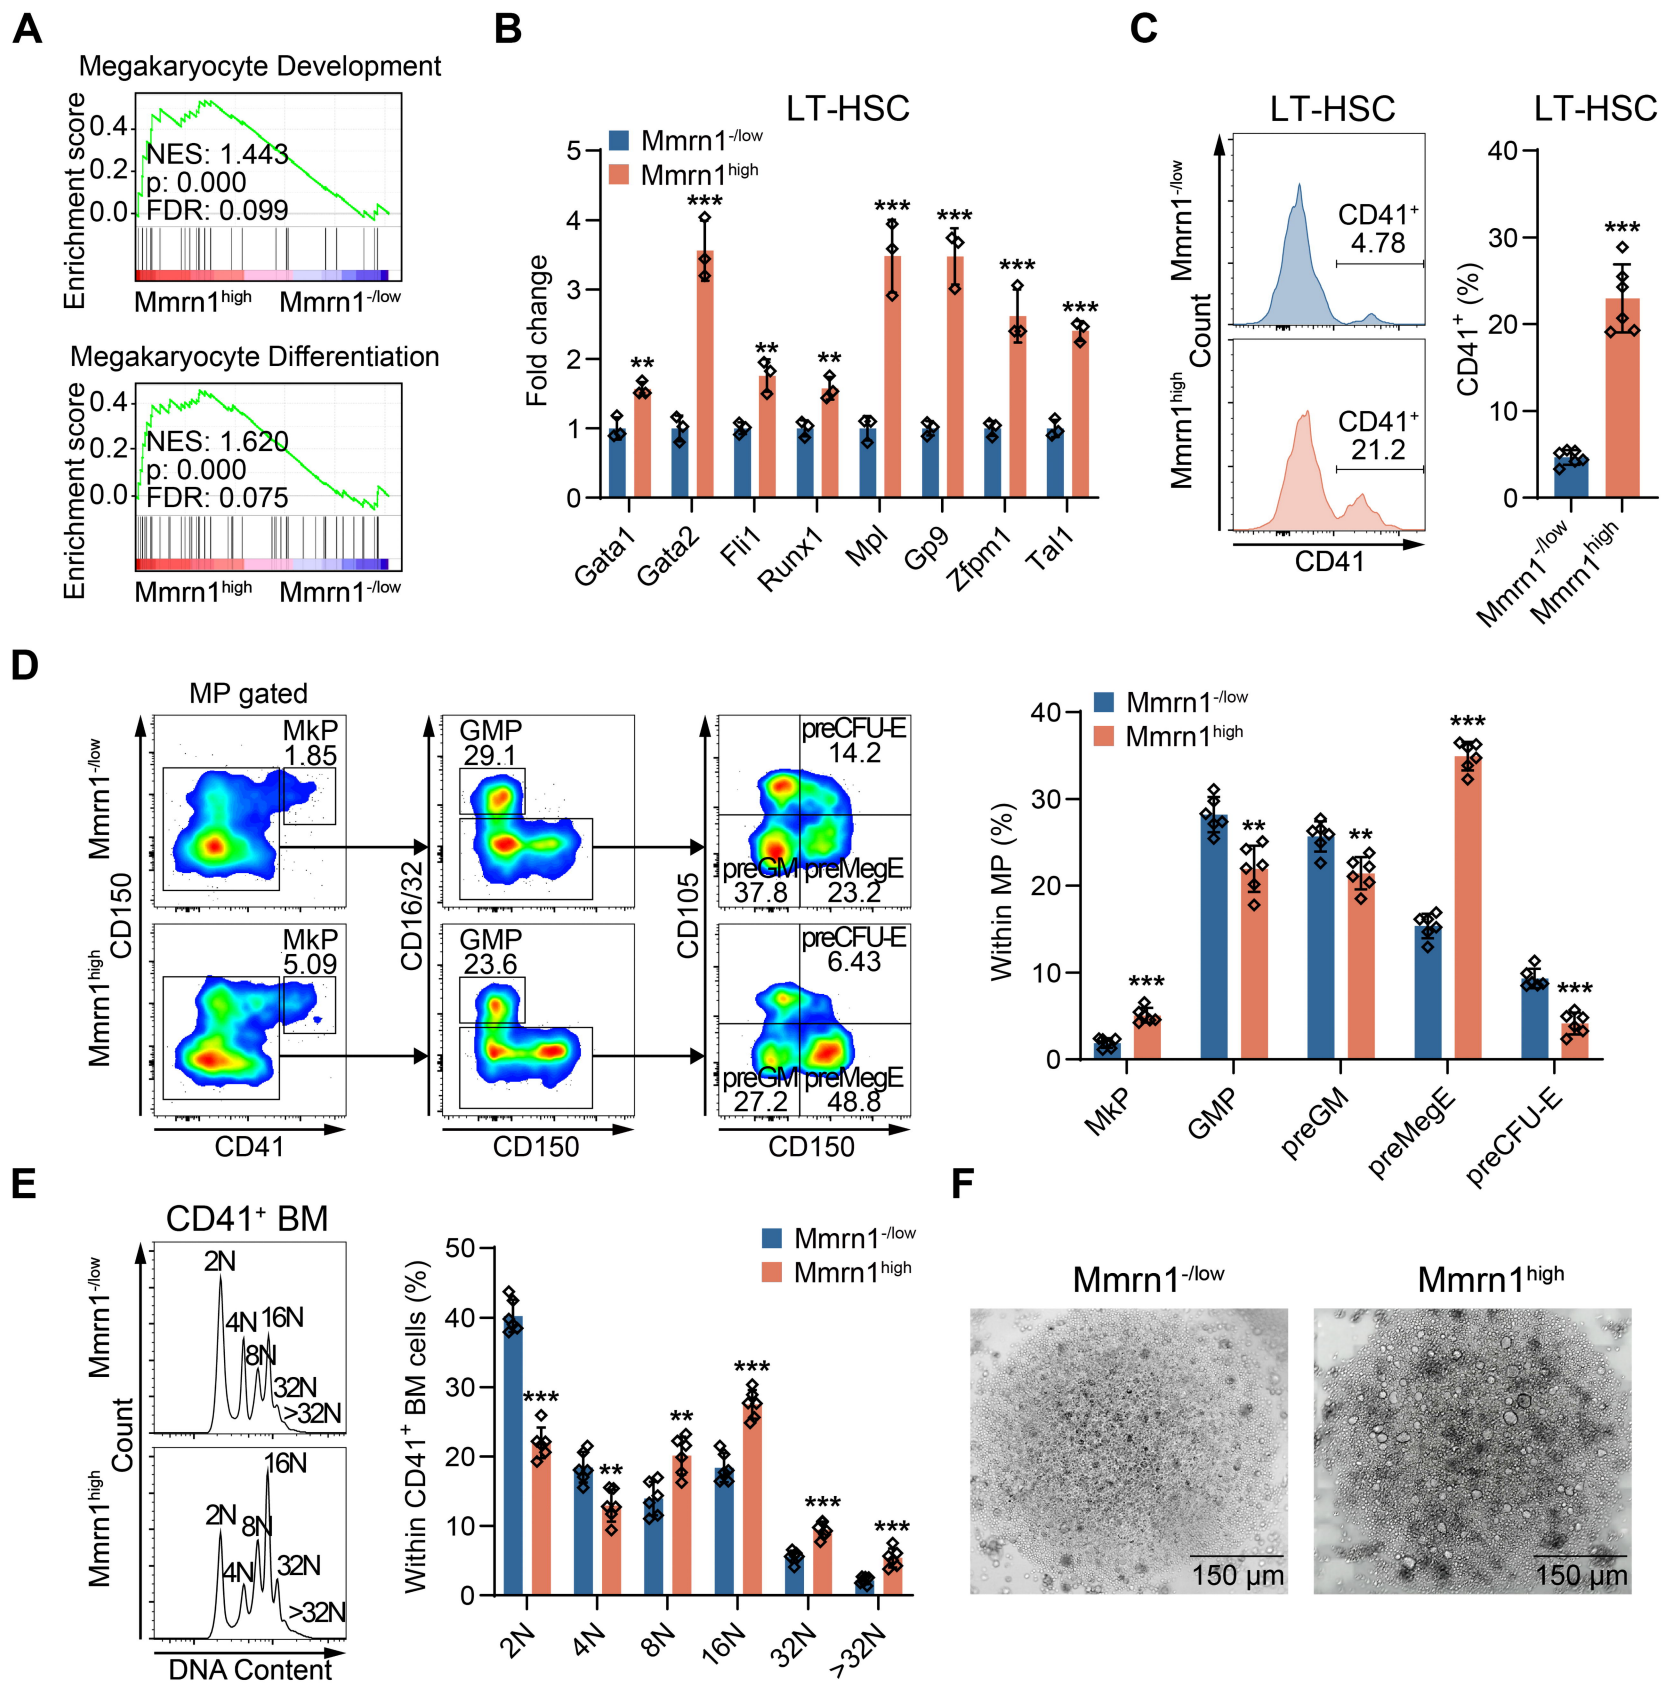 A
Megakaryocyte Development
Enrichment score
0.4
0.2
0.0
NES: 1.443
p: 0.000
FDR: 0.099
Mmrn1high Mmrn1-/low
Megakaryocyte Differentiation
Enrichment score
0.4
0.2
0.0
NES: 1.620
p: 0.000
FDR: 0.075
Mmrn1high Mmrn1-/low
B
LT-HSC
Mmrn1-/low
Mmrn1high
Fold change
5
4
3
2
1
0
** *** ** ** *** *** *** ***
Gata1 Gata2 Fli1 Runx1 Mpl Gp9 Zfpm1 Tal1
C
LT-HSC
Mmrn1-/low
CD41+
4.78
Count
Mmrn1high
CD41+
21.2
CD41
LT-HSC
CD41+ (%)
40
30
20
10
0
***
Mmrn1-/low Mmrn1high
D
MP gated
Mmrn1-/low
MkP
1.85
GMP
29.1
preCFU-E
14.2
preGM preMegE
37.8 23.2
CD150
CD16/32
CD105
Mmrn1high
MkP
5.09
GMP
23.6
preCFU-E
6.43
preGM preMegE
27.2 48.8
CD41 CD150 CD150
Mmrn1-/low
Mmrn1high
Within MP (%)
40
30
20
10
0
*** ** ** *** ***
MkP GMP preGM preMegE preCFU-E
E
CD41+ BM
Mmrn1-/low
2N
4N
16N
8N
32N
>32N
Count
Mmrn1high
16N
2N
8N
4N
32N
>32N
DNA Content
Mmrn1-/low
Mmrn1high
Within CD41+ BM cells (%)
50
40
30
20
10
0
*** ** ** *** *** ***
2N 4N 8N 16N 32N >32N
F
Mmrn1-/low Mmrn1high
150 µm 150 µm